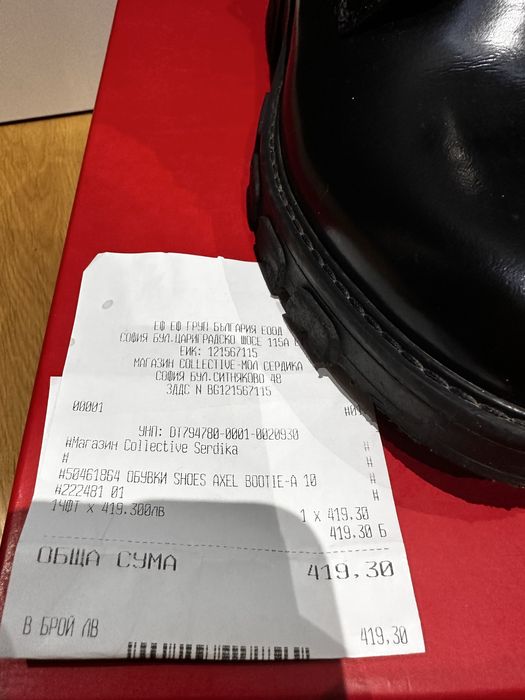 ЕФ ЕФ ГРУП БЪЛГАРИЯ ЕООД
СОФИЯ БУЛ.ЦАРИГРАДСКО ШОСЕ 115А
ЕИК: 121567115
МАГАЗИН COLLECTIVE-МОЛ СЕРДИКА
СОФИЯ БУЛ.СИТНЯКОВО 48
ЗДДС N BG121567115
00001
УНП: DT794780-0001-0020930
#Магазин Collective Serdika #
# #
#50461864 ОБУВКИ SHOES AXEL BOOTIE-A 10 #
#222481 01 #
1ЧФТ x 419.300лв 1 x 419.30
419.30 Б
ОБЩА СУМА 419,30
В БРОЙ ЛВ 419,30